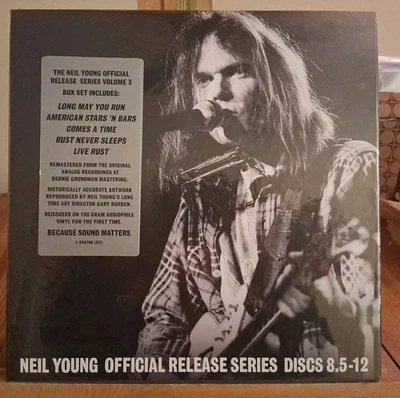 THE NEIL YOUNG OFFICIAL
RELEASE SERIES VOLUME 3
BOX SET INCLUDES:
LONG MAY YOU RUN
AMERICAN STARS 'N BARS
COMES A TIME
RUST NEVER SLEEPS
LIVE RUST
REMASTERED FROM THE ORIGINAL
ANALOG RECORDINGS AT
BERNIE GRUNDMAN MASTERING.
HISTORICALLY ACCURATE ARTWORK
REPRODUCED BY NEIL YOUNG'S LONG
TIME ART DIRECTOR GARY BURDEN.
REISSUED ON 180 GRAM AUDIOPHILE
VINYL FOR THE FIRST TIME.
BECAUSE SOUND MATTERS
NEIL YOUNG OFFICIAL RELEASE SERIES DISCS 8.5-12